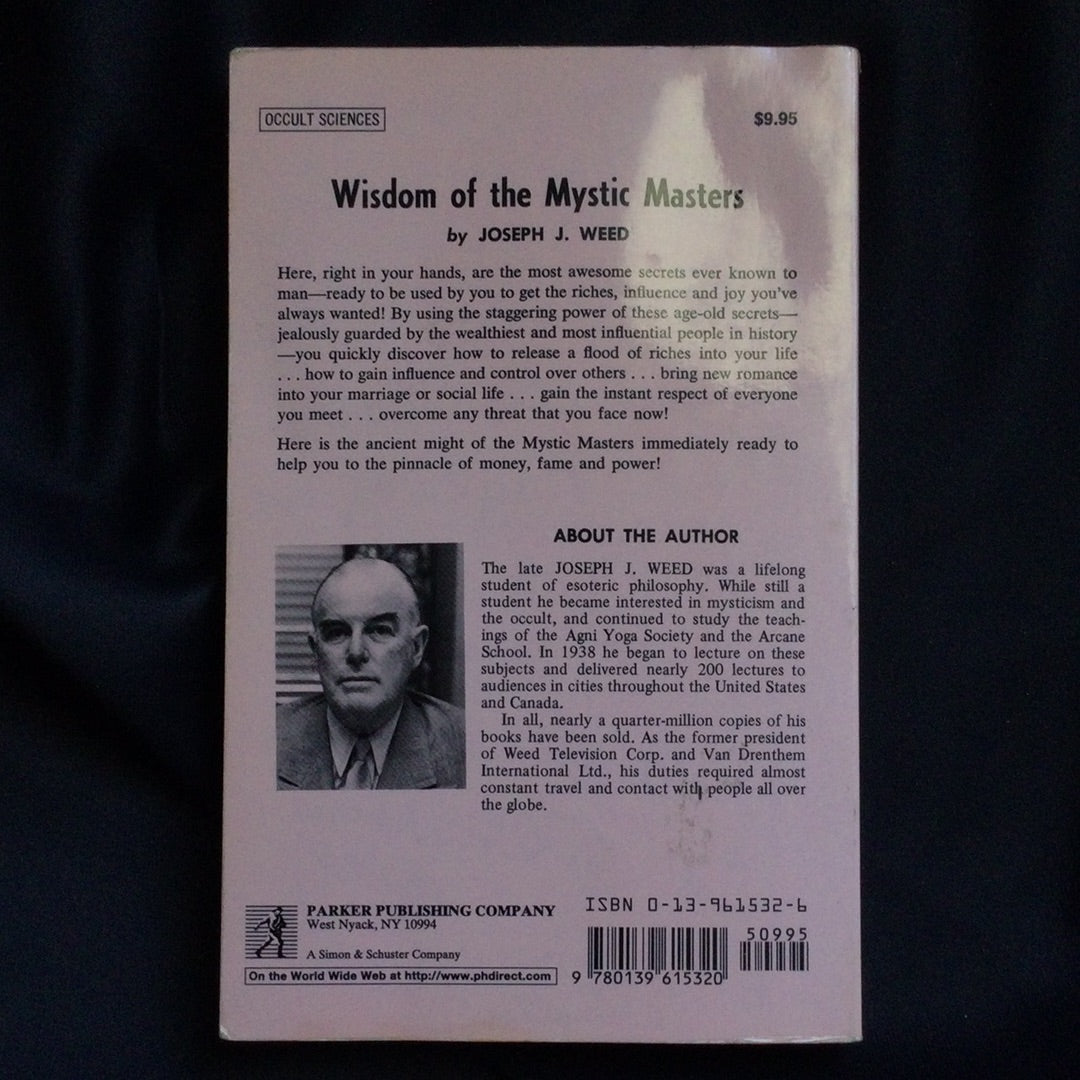 OCCULT SCIENCES
$9.95
Wisdom of the Mystic Masters
by JOSEPH J. WEED
Here, right in your hands, are the most awesome secrets ever known to
man—ready to be used by you to get the riches, influence and joy you've
always wanted! By using the staggering power of these age-old secrets—
jealously guarded by the wealthiest and most influential people in history
—you quickly discover how to release a flood of riches into your life
. . . how to gain influence and control over others . . . bring new romance
into your marriage or social life . . . gain the instant respect of everyone
you meet . . . overcome any threat that you face now!
Here is the ancient might of the Mystic Masters immediately ready to
help you to the pinnacle of money, fame and power!
ABOUT THE AUTHOR
The late JOSEPH J. WEED was a lifelong
student of esoteric philosophy. While still a
student he became interested in mysticism and
the occult, and continued to study the teach-
ings of the Agni Yoga Society and the Arcane
School. In 1938 he began to lecture on these
subjects and delivered nearly 200 lectures to
audiences in cities throughout the United States
and Canada.
In all, nearly a quarter-million copies of his
books have been sold. As the former president
of Weed Television Corp. and Van Drenthem
International Ltd., his duties required almost
constant travel and contact with people all over
the globe.
PARKER PUBLISHING COMPANY
West Nyack, NY 10994
A Simon & Schuster Company
On the World Wide Web at http://www.phdirect.com
ISBN 0-13-961532-6
50995
9 780139 615320